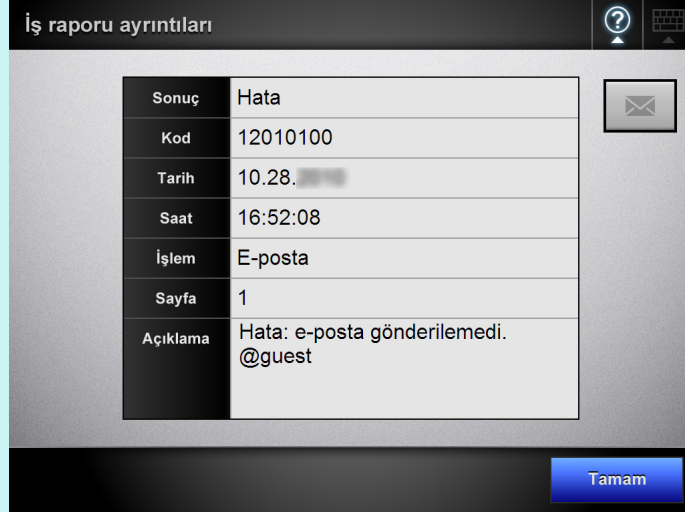 İş raporu ayrıntıları
Sonuç Hata
Kod 12010100
Tarih 10.28.
Saat 16:52:08
İşlem E-posta
Sayfa 1
Açıklama Hata: e-posta gönderilemedi.
@guest
Tamam